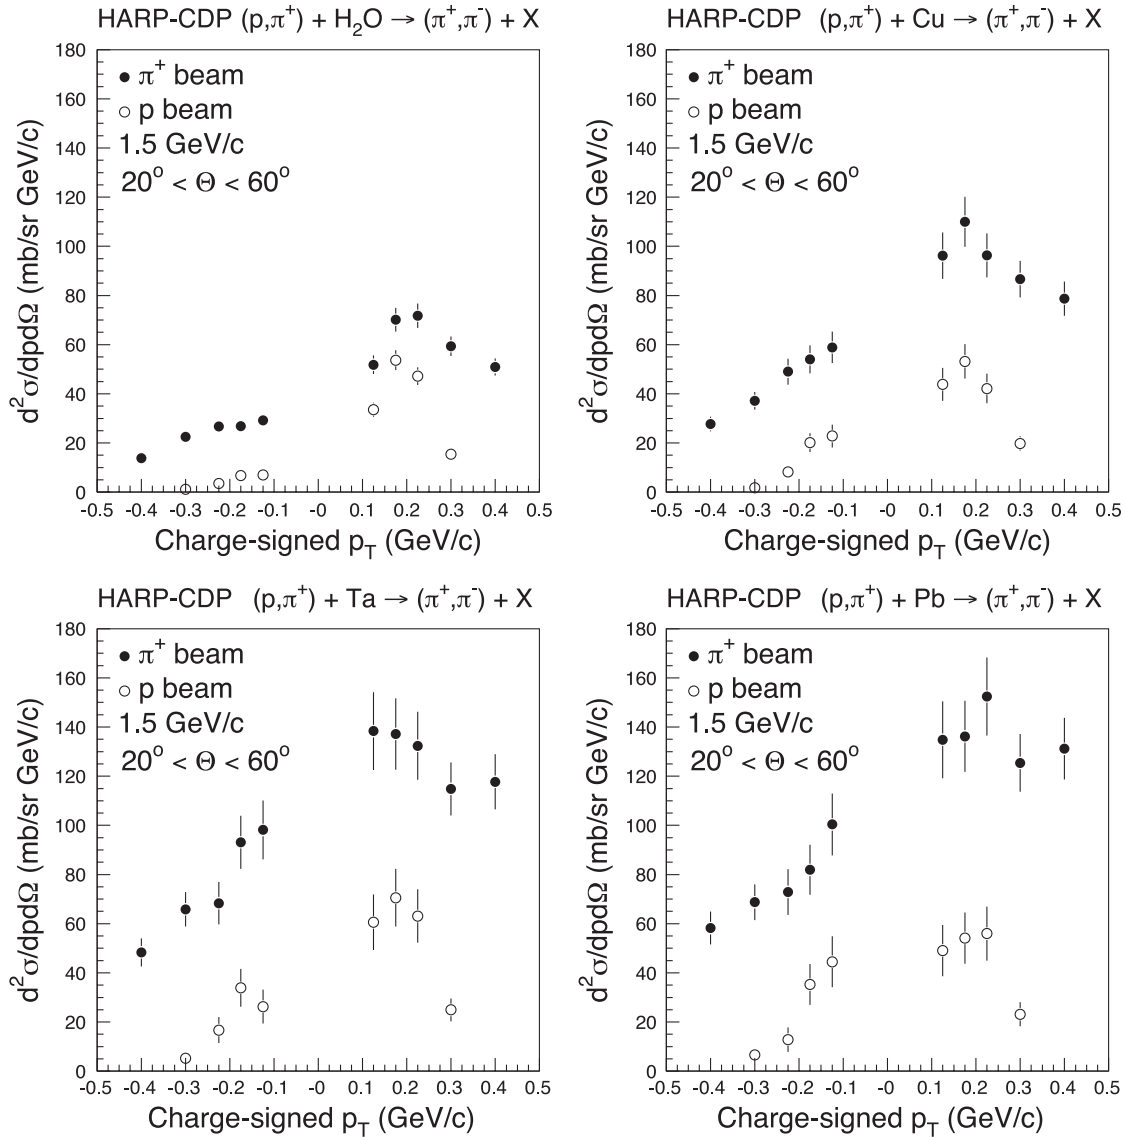 HARP-CDP (p,π⁺) + H₂O → (π⁺,π⁻) + X
180
160
140
120
100
80
60
40
20
0
d²σ/dpdΩ (mb/sr GeV/c)
π⁺ beam
p beam
1.5 GeV/c
20° < Θ < 60°
-0.5 -0.4 -0.3 -0.2 -0.1 -0 0.1 0.2 0.3 0.4 0.5
Charge-signed p_T (GeV/c)
HARP-CDP (p,π⁺) + Cu → (π⁺,π⁻) + X
180
160
140
120
100
80
60
40
20
0
d²σ/dpdΩ (mb/sr GeV/c)
π⁺ beam
p beam
1.5 GeV/c
20° < Θ < 60°
-0.5 -0.4 -0.3 -0.2 -0.1 -0 0.1 0.2 0.3 0.4 0.5
Charge-signed p_T (GeV/c)
HARP-CDP (p,π⁺) + Ta → (π⁺,π⁻) + X
180
160
140
120
100
80
60
40
20
0
d²σ/dpdΩ (mb/sr GeV/c)
π⁺ beam
p beam
1.5 GeV/c
20° < Θ < 60°
-0.5 -0.4 -0.3 -0.2 -0.1 -0 0.1 0.2 0.3 0.4 0.5
Charge-signed p_T (GeV/c)
HARP-CDP (p,π⁺) + Pb → (π⁺,π⁻) + X
180
160
140
120
100
80
60
40
20
0
d²σ/dpdΩ (mb/sr GeV/c)
π⁺ beam
p beam
1.5 GeV/c
20° < Θ < 60°
-0.5 -0.4 -0.3 -0.2 -0.1 -0 0.1 0.2 0.3 0.4 0.5
Charge-signed p_T (GeV/c)